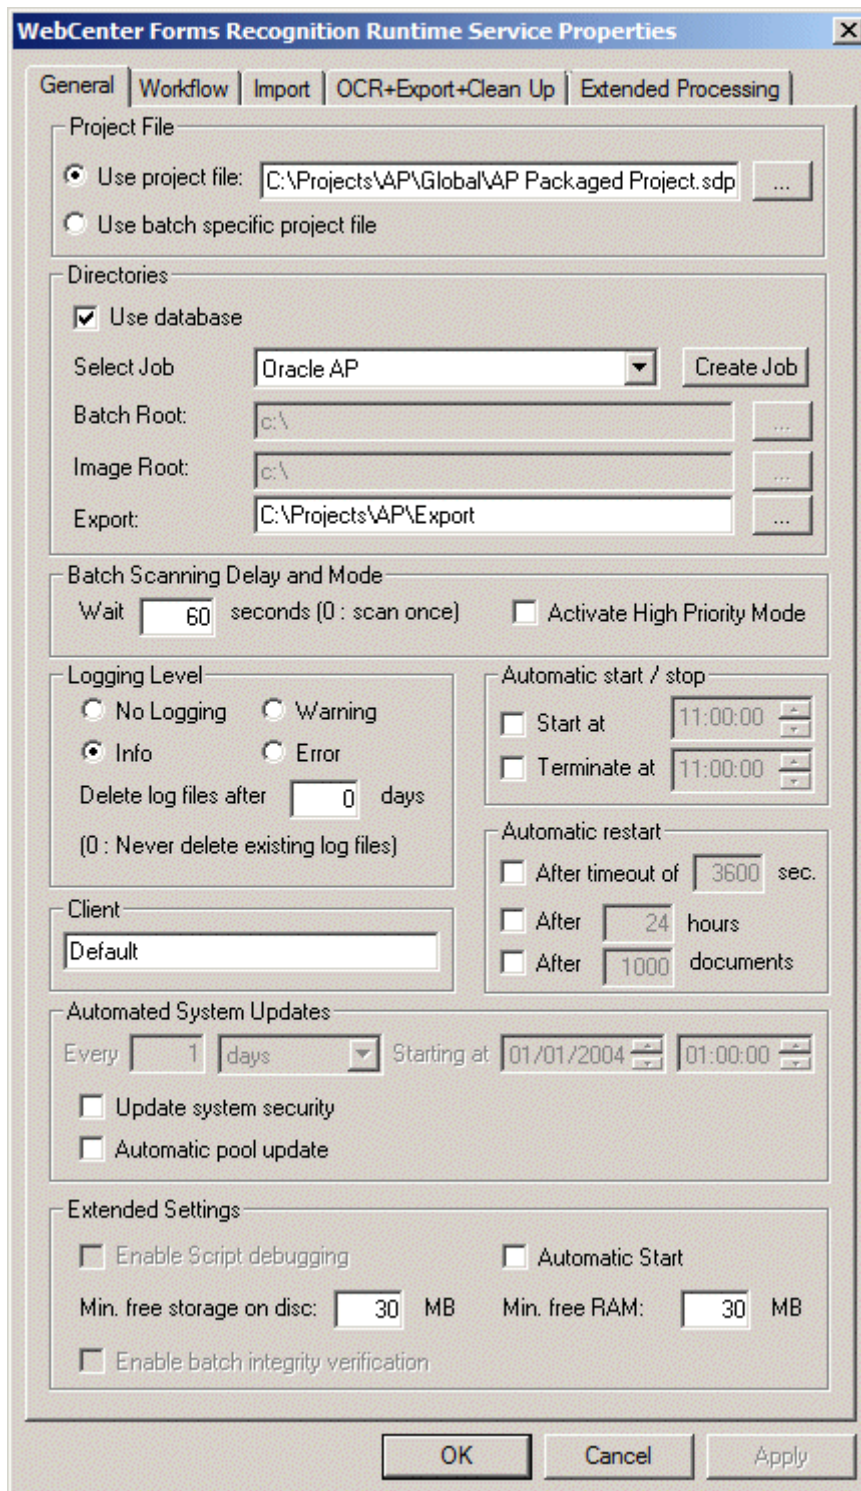 WebCenter Forms Recognition Runtime Service Properties
General Workflow Import OCR+Export+Clean Up Extended Processing
Project File
Use project file: C:\Projects\AP\Global\AP Packaged Project.sdp ...
Use batch specific project file
Directories
Use database
Select Job Oracle AP Create Job
Batch Root: c:\ ...
Image Root: c:\ ...
Export: C:\Projects\AP\Export ...
Batch Scanning Delay and Mode
Wait 60 seconds (0 : scan once) Activate High Priority Mode
Logging Level
No Logging Warning
Info Error
Delete log files after 0 days
(0 : Never delete existing log files)
Automatic start / stop
Start at 11:00:00
Terminate at 11:00:00
Automatic restart
After timeout of 3600 sec.
After 24 hours
After 1000 documents
Client
Default
Automated System Updates
Every 1 days Starting at 01/01/2004 01:00:00
Update system security
Automatic pool update
Extended Settings
Enable Script debugging Automatic Start
Min. free storage on disc: 30 MB Min. free RAM: 30 MB
Enable batch integrity verification
OK Cancel Apply